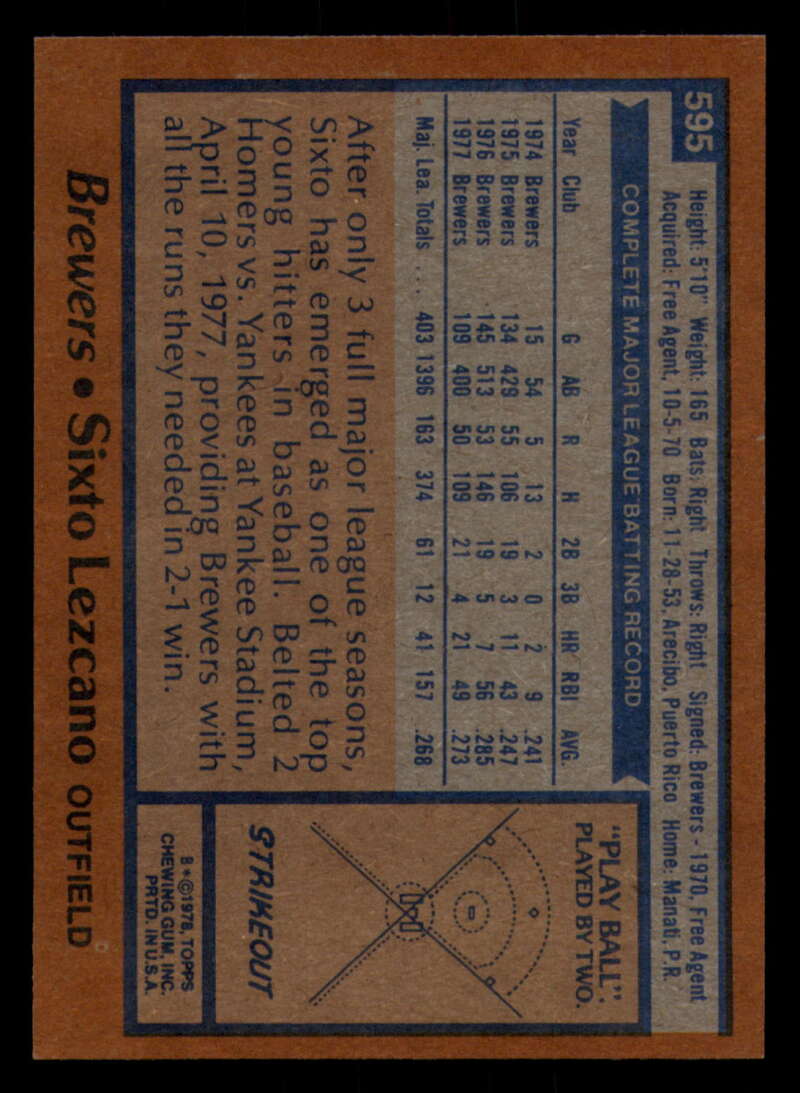 595
Height: 5'10" Weight: 165 Bats: Right Throws: Right Signed: Brewers - 1970, Free Agent
Acquired: Free Agent, 10-5-70 Born: 11-28-53, Arecibo, Puerto Rico Home: Manati, P.R.
COMPLETE MAJOR LEAGUE BATTING RECORD
Year Club G AB R H 2B 3B HR RBI AVG.
1974 Brewers 15 54 5 13 2 0 2 9 .241
1975 Brewers 134 429 55 106 19 3 11 43 .247
1976 Brewers 145 513 53 146 19 5 7 56 .285
1977 Brewers 109 400 50 109 21 4 21 49 .273
Maj. Lea. Totals ... 403 1396 163 374 61 12 41 157 .268
After only 3 full major league seasons,
Sixto has emerged as one of the top
young hitters in baseball. Belted 2
Homers vs. Yankees at Yankee Stadium,
April 10, 1977, providing Brewers with
all the runs they needed in 2-1 win.
"PLAY BALL":
PLAYED BY TWO.
STRIKEOUT
B*©1978, TOPPS
CHEWING GUM, INC.
PRTD. IN U.S.A.
Brewers • Sixto Lezcano OUTFIELD